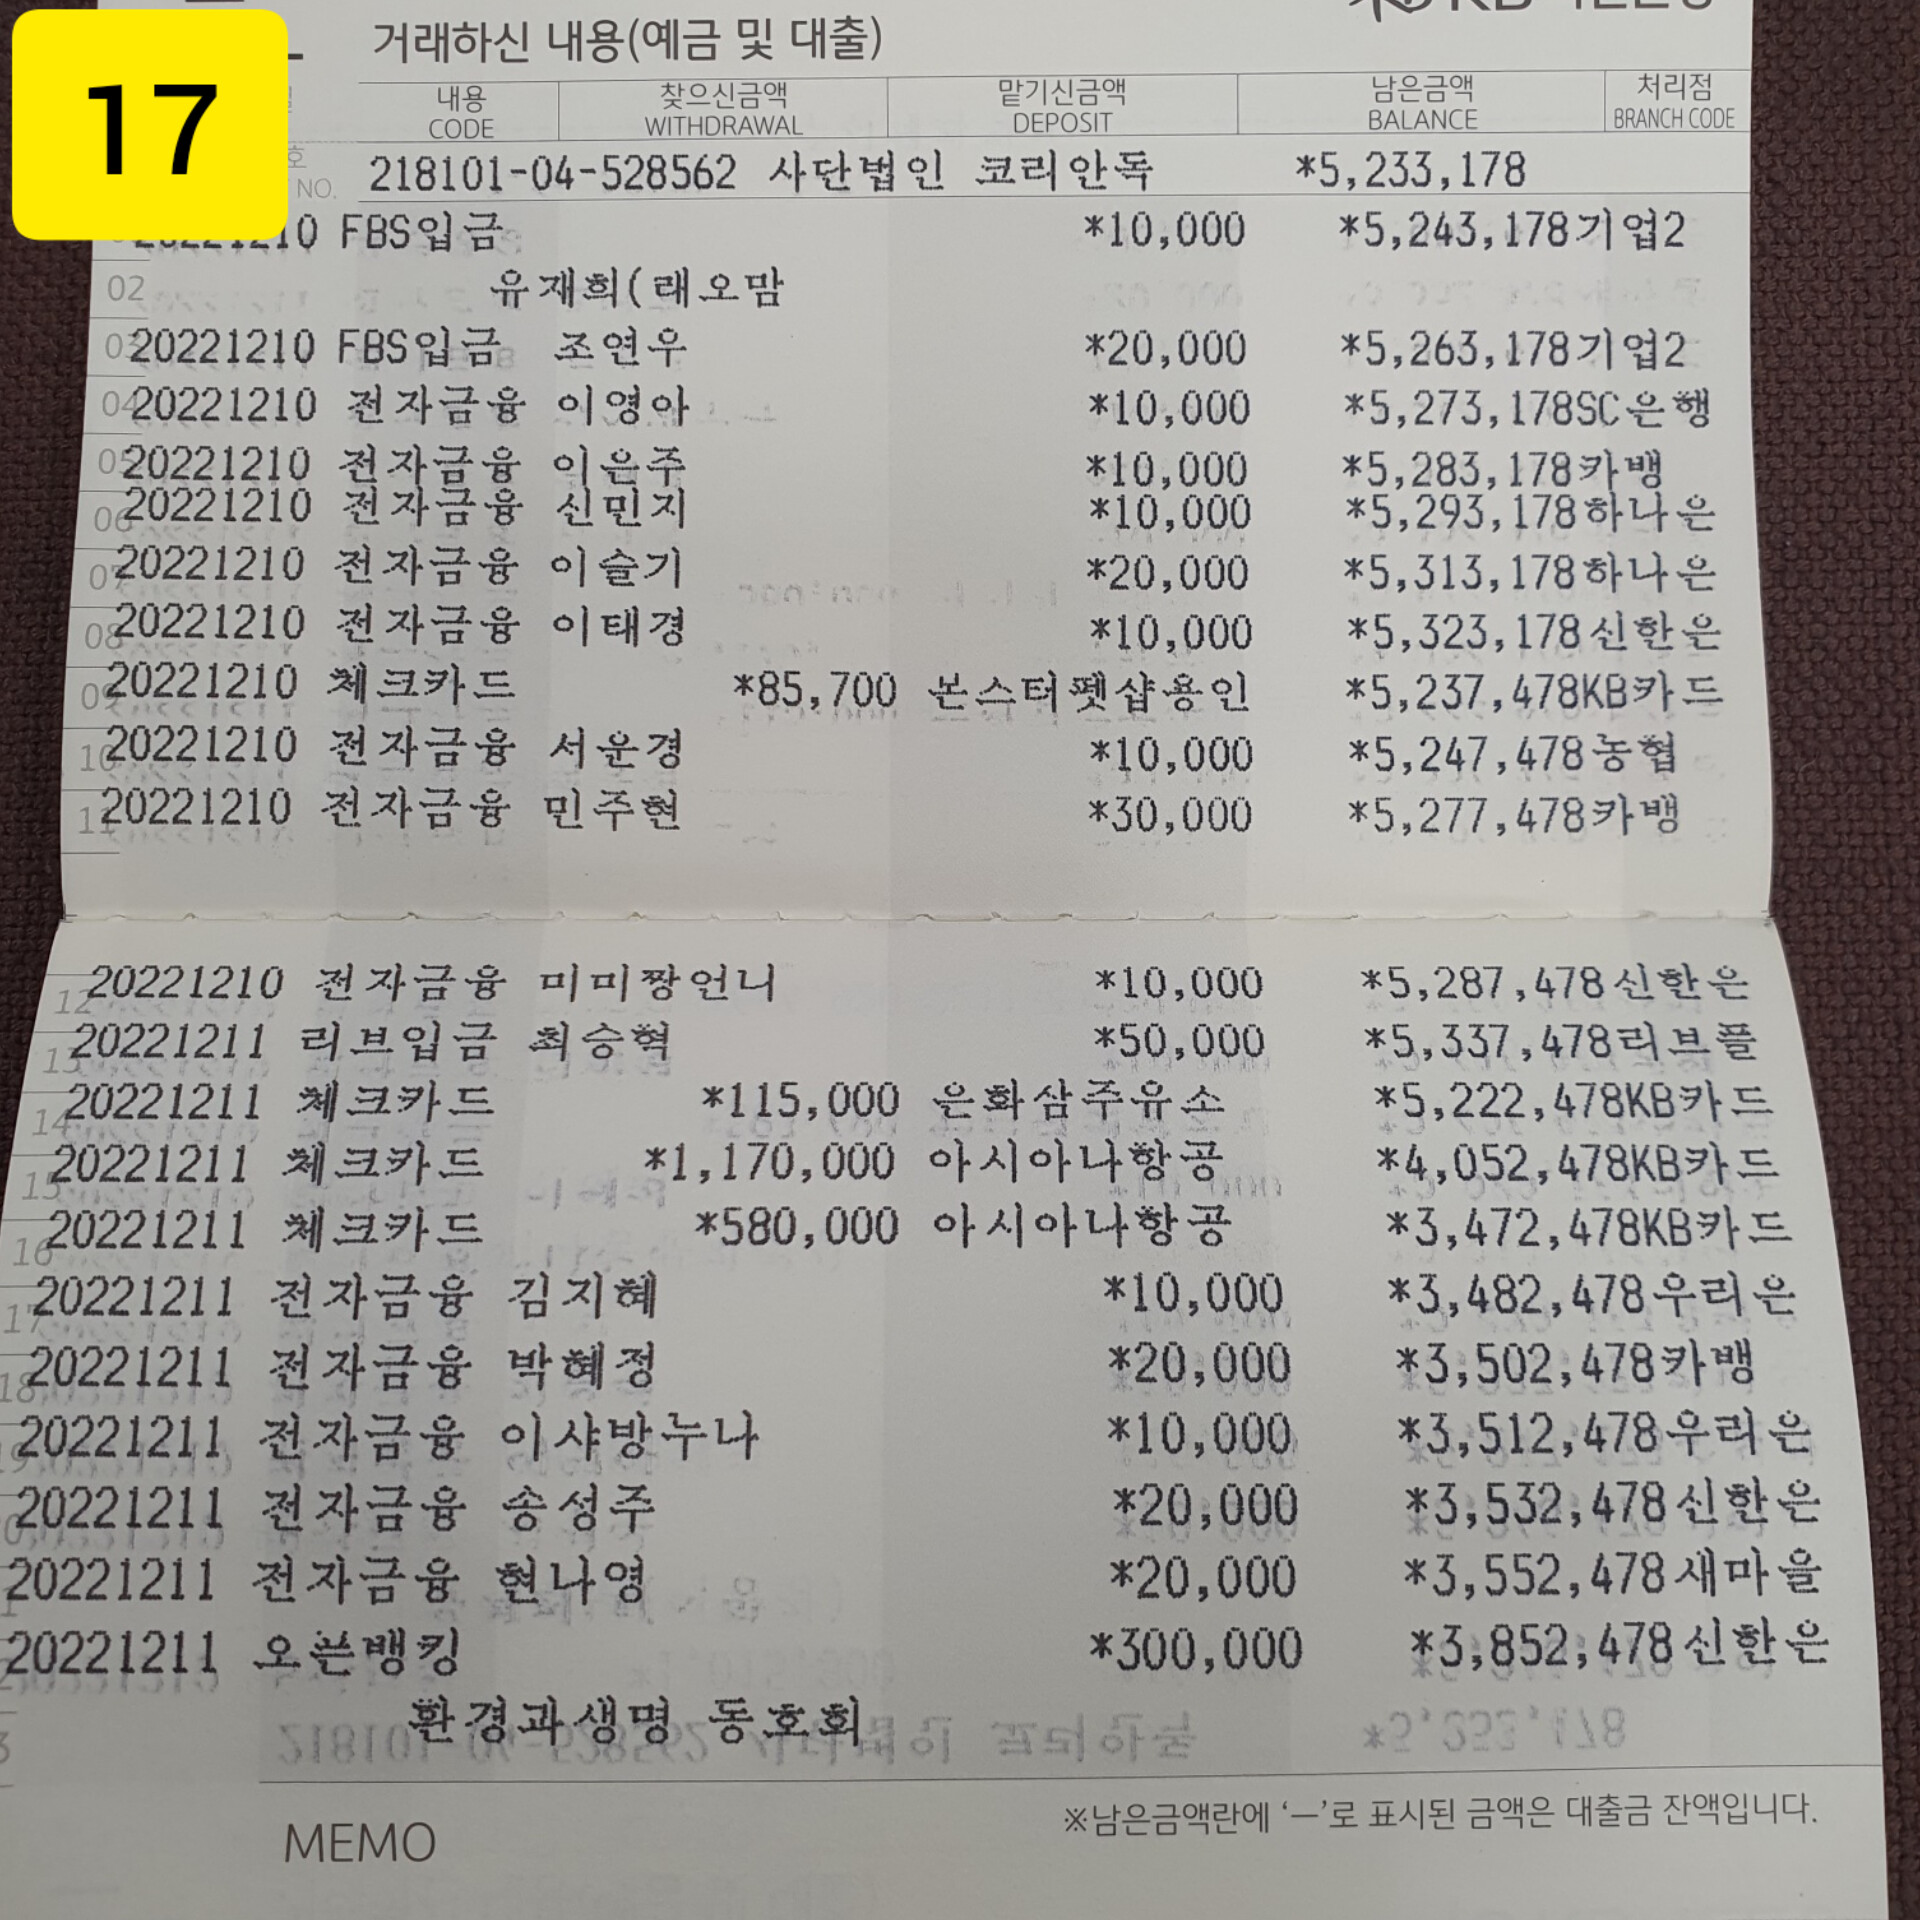 17
거래하신 내용(예금 및 대출)
내용 찾으신금액 맡기신금액 남은금액 처리점
CODE WITHDRAWAL DEPOSIT BALANCE BRANCH CODE
NO. 218101-04-528562 사단법인 코리안독 *5,233,178
20221210 FBS입금 *10,000 *5,243,178기업2
02 유재희(래오맘
03 20221210 FBS입금 조연우 *20,000 *5,263,178기업2
04 20221210 전자금융 이영아 *10,000 *5,273,178SC은행
05 20221210 전자금융 이은주 *10,000 *5,283,178카뱅
06 20221210 전자금융 신민지 *10,000 *5,293,178하나은
07 20221210 전자금융 이슬기 *20,000 *5,313,178하나은
08 20221210 전자금융 이태경 *10,000 *5,323,178신한은
09 20221210 체크카드 *85,700 몬스터펫샵용인 *5,237,478KB카드
10 20221210 전자금융 서운경 *10,000 *5,247,478농협
11 20221210 전자금융 민주현 *30,000 *5,277,478카뱅
12 20221210 전자금융 미미짱언니 *10,000 *5,287,478신한은
13 20221211 리브입금 최승혁 *50,000 *5,337,478리브플
14 20221211 체크카드 *115,000 은화삼주유소 *5,222,478KB카드
15 20221211 체크카드 *1,170,000 아시아나항공 *4,052,478KB카드
16 20221211 체크카드 *580,000 아시아나항공 *3,472,478KB카드
17 20221211 전자금융 김지혜 *10,000 *3,482,478우리은
18 20221211 전자금융 박혜정 *20,000 *3,502,478카뱅
20221211 전자금융 이샤방누나 *10,000 *3,512,478우리은
20221211 전자금융 송성주 *20,000 *3,532,478신한은
20221211 전자금융 현나영 *20,000 *3,552,478새마을
20221211 오픈뱅킹 *300,000 *3,852,478신한은
환경과생명 동호회
※남은금액란에 ‘—’로 표시된 금액은 대출금 잔액입니다.
MEMO